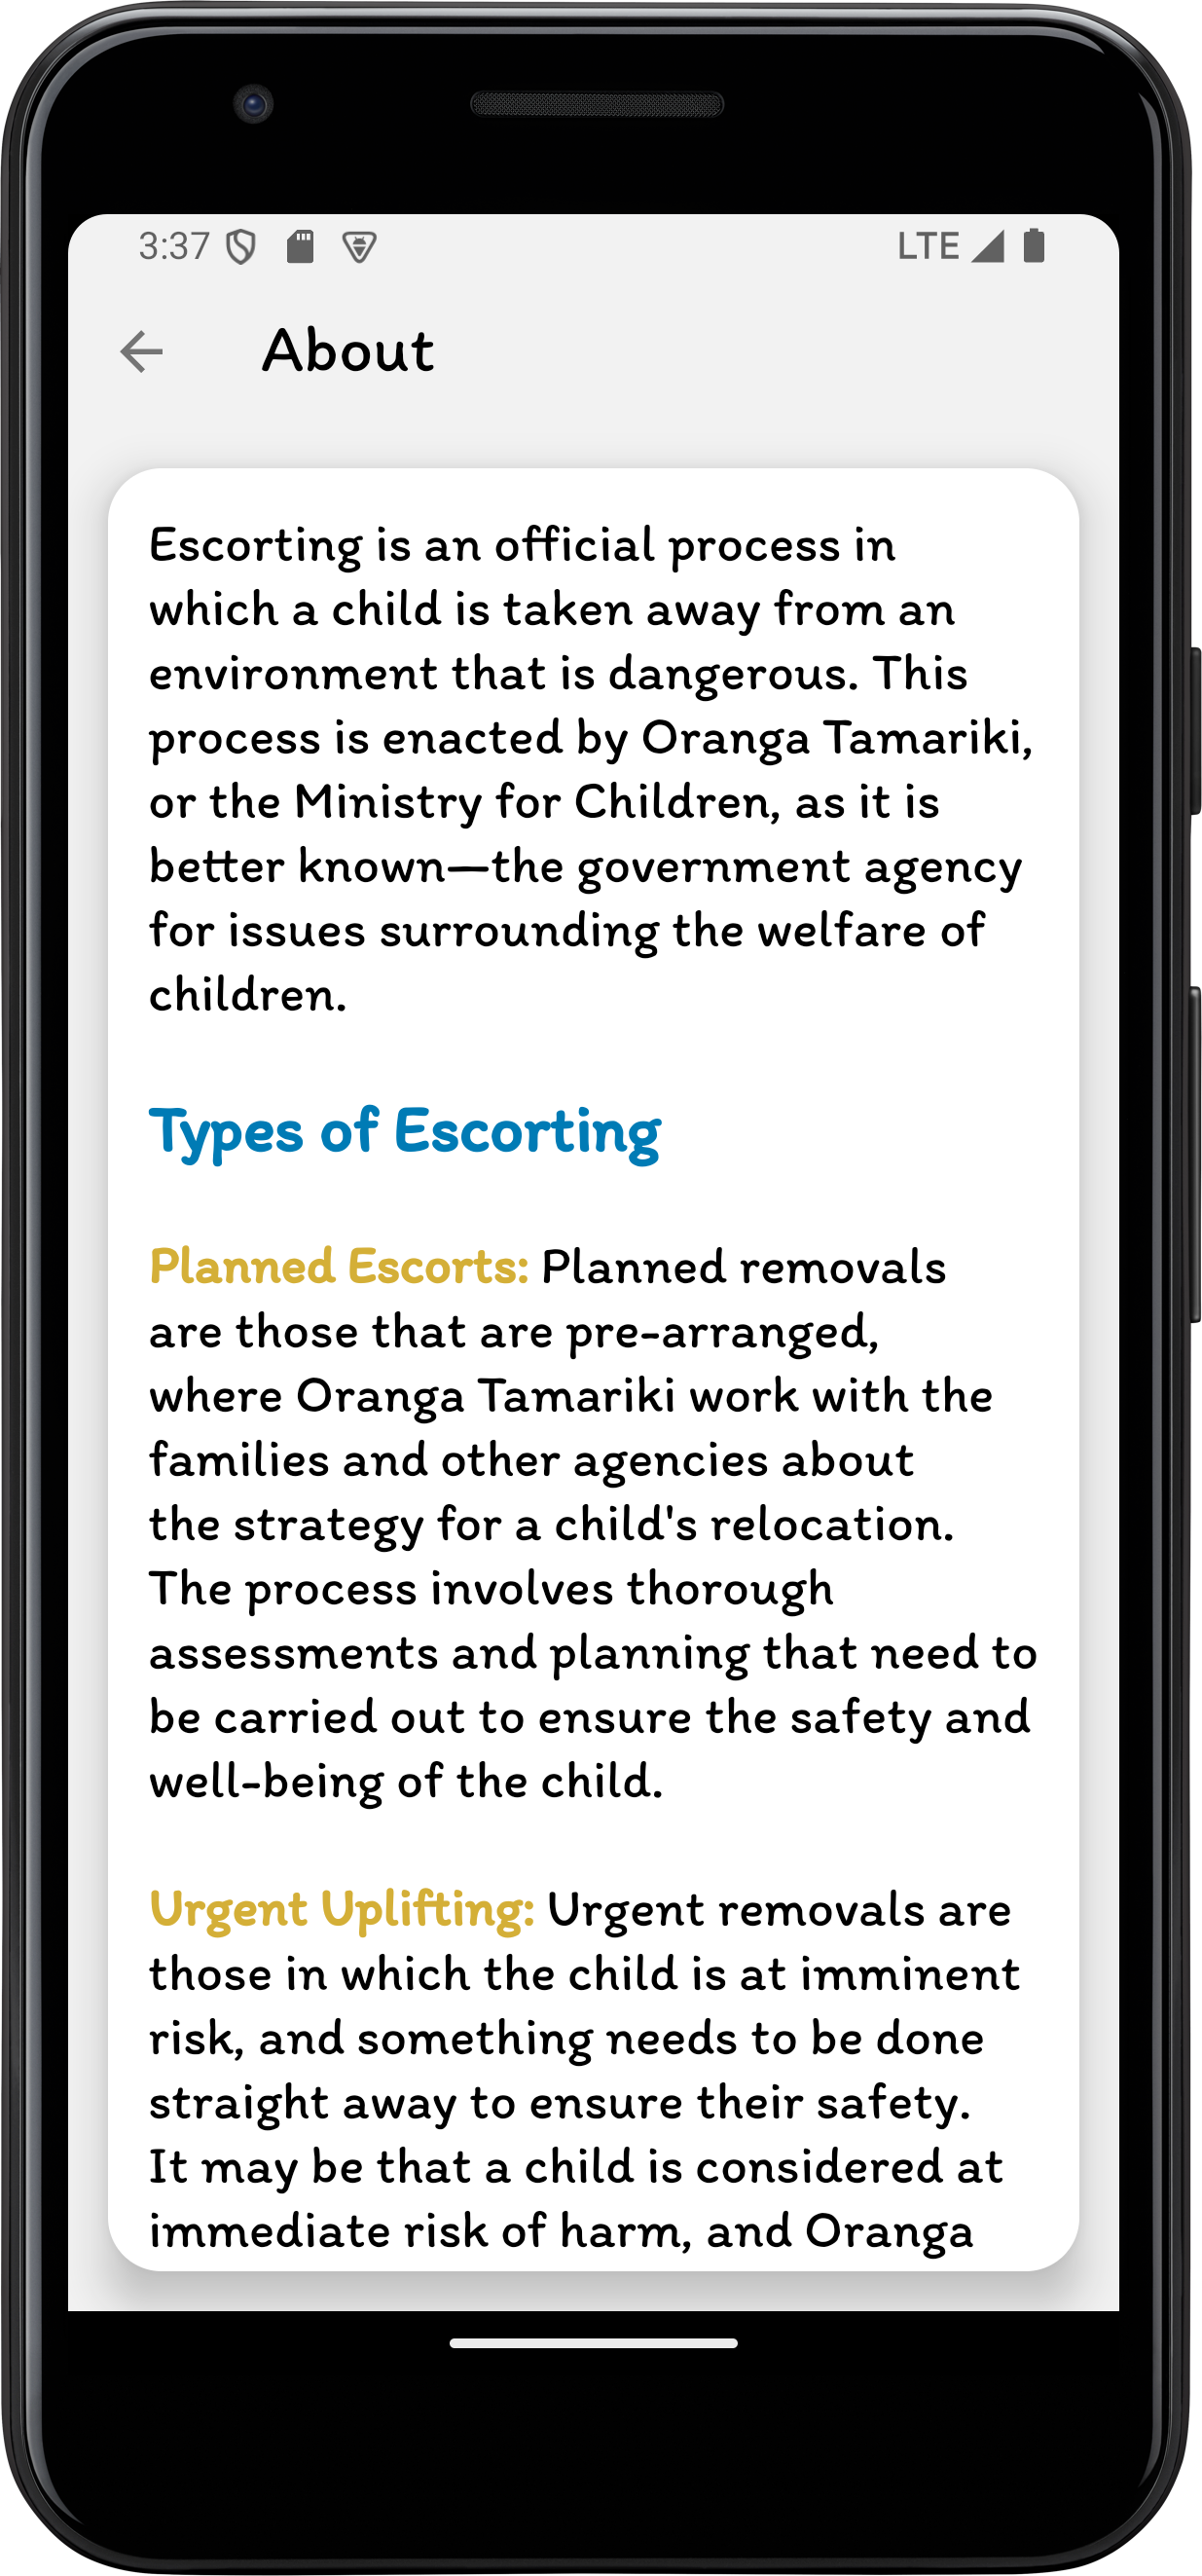 3:37
LTE
About
Escorting is an official process in
which a child is taken away from an
environment that is dangerous. This
process is enacted by Oranga Tamariki,
or the Ministry for Children, as it is
better known—the government agency
for issues surrounding the welfare of
children.
Types of Escorting
Planned Escorts: Planned removals
are those that are pre-arranged,
where Oranga Tamariki work with the
families and other agencies about
the strategy for a child's relocation.
The process involves thorough
assessments and planning that need to
be carried out to ensure the safety and
well-being of the child.
Urgent Uplifting: Urgent removals are
those in which the child is at imminent
risk, and something needs to be done
straight away to ensure their safety.
It may be that a child is considered at
immediate risk of harm, and Oranga